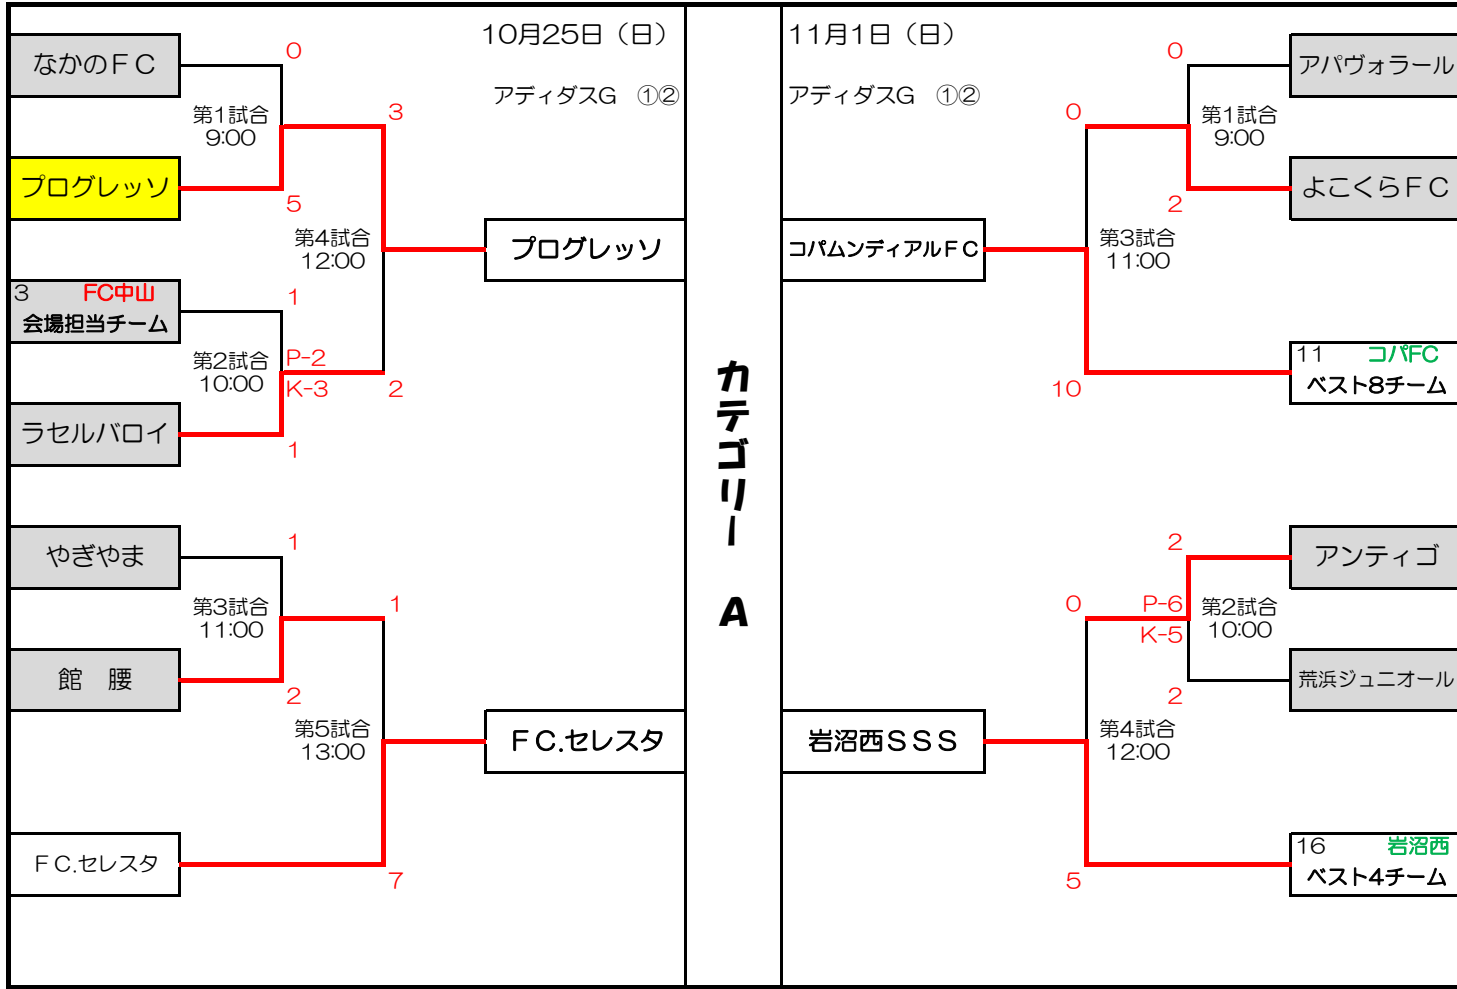 10月25日（日）
アディダスG　①②
なかのＦＣ
0
第1試合
9:00
3
プログレッソ
5
第4試合
12:00
プログレッソ
3　FC中山
会場担当チーム
1
第2試合
10:00
P-2
K-3
2
ラセルバロイ
1
やぎやま
1
第3試合
11:00
1
館　腰
2
第5試合
13:00
ＦＣ.セレスタ
ＦＣ.セレスタ
7
カテゴリー　A
11月1日（日）
アディダスG　①②
0
アパヴォラール
0
第1試合
9:00
よこくらＦＣ
2
コパムンディアルＦＣ
第3試合
11:00
11　コパFC
ベスト8チーム
10
2
アンティゴ
0
P-6
K-5
第2試合
10:00
荒浜ジュニオール
2
岩沼西ＳＳＳ
第4試合
12:00
16　岩沼西
ベスト4チーム
5